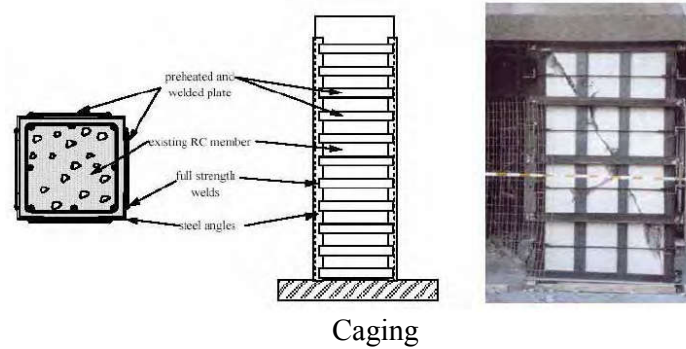 preheated and
welded plate
existing RC member
full strength
welds
steel angles
Caging